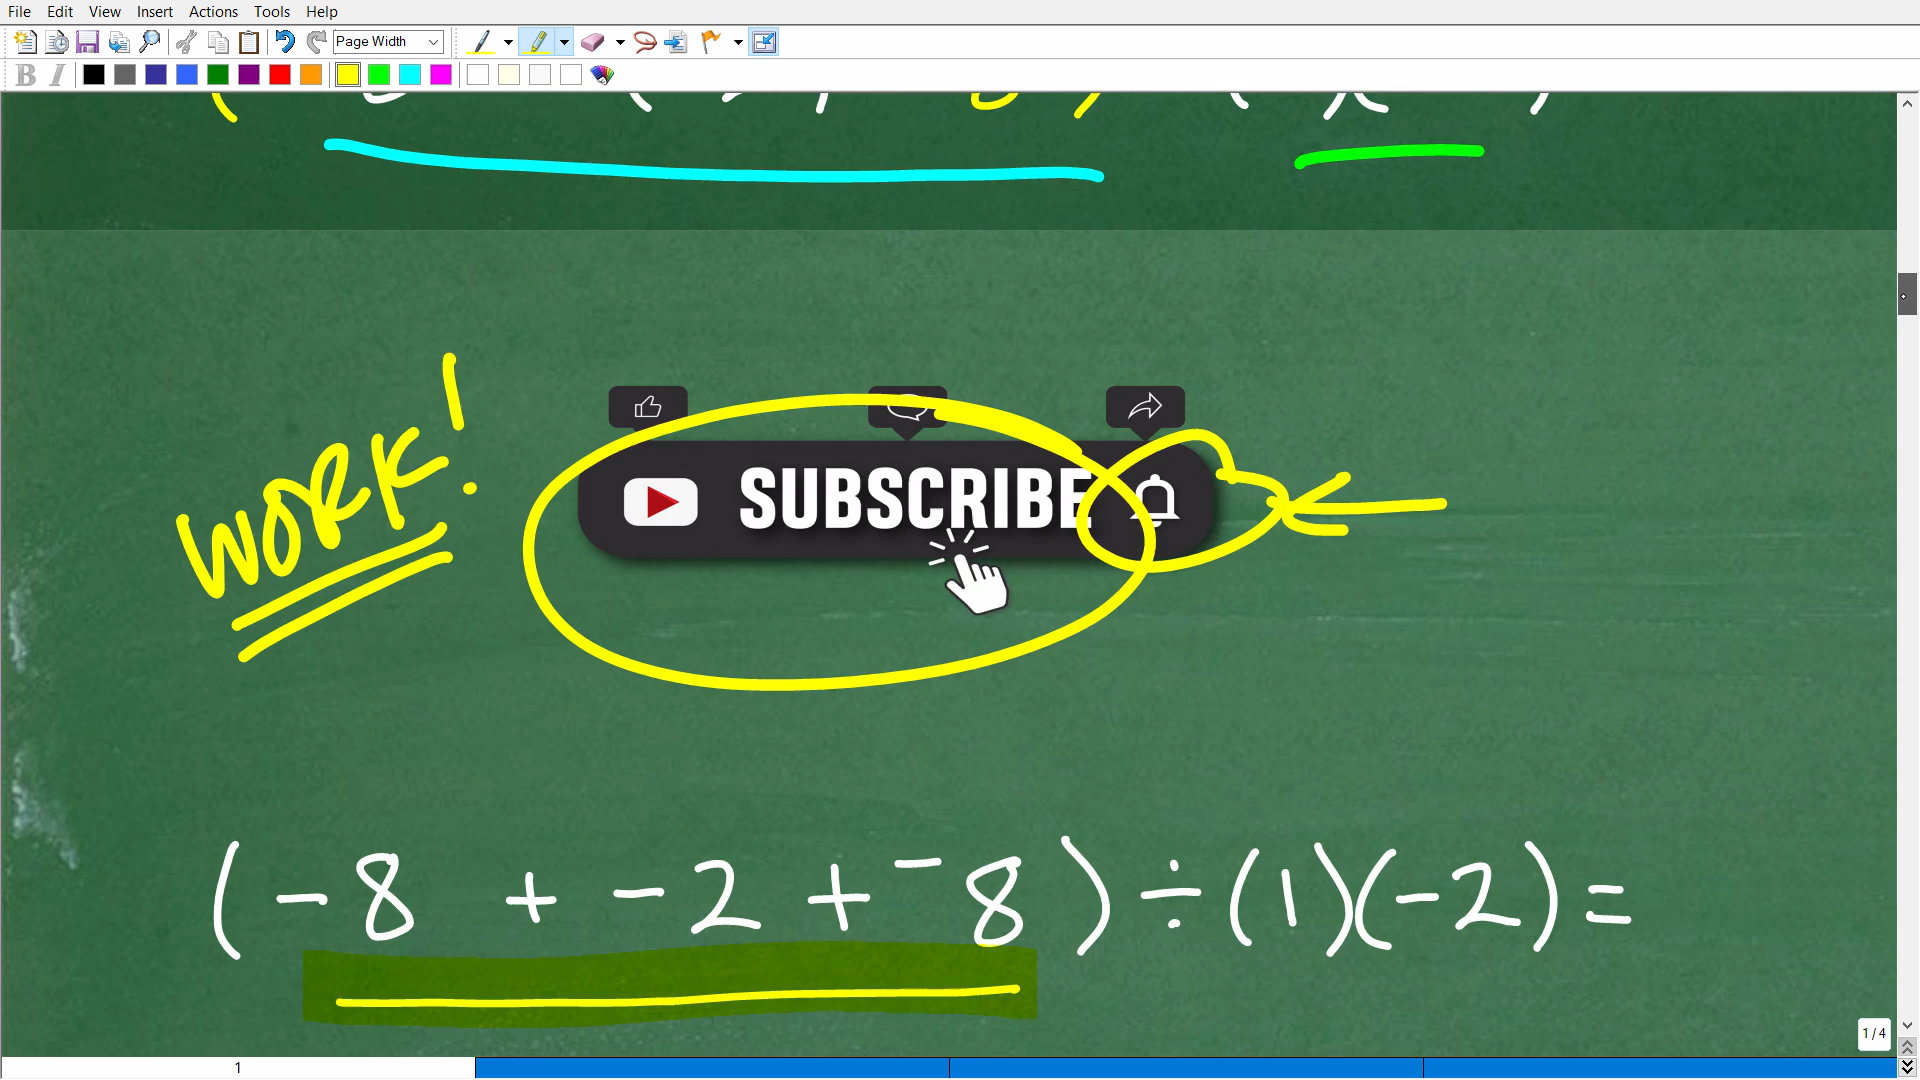 File Edit View Insert Actions Tools Help
Page Width
B I
WORK!
SUBSCRIBE
( -8 + -2 + ⁻8 ) ÷ (1)(-2) =
1 / 4
1